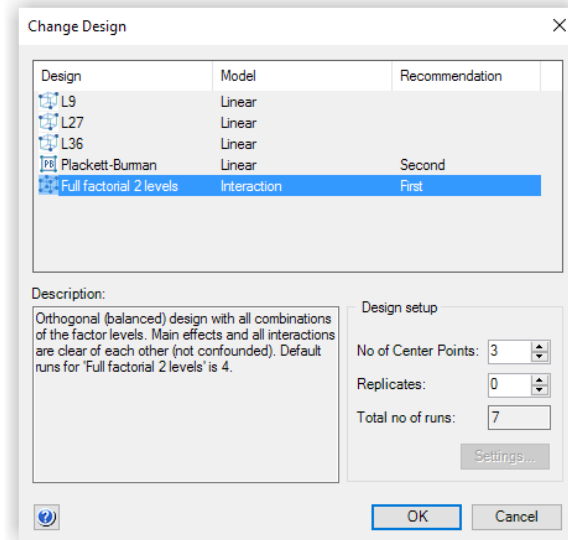 Change Design
Design Model Recommendation
L9 Linear
L27 Linear
L36 Linear
PB Plackett-Burman Linear Second
Full factorial 2 levels Interaction First
Description:
Orthogonal (balanced) design with all combinations
of the factor levels. Main effects and all interactions
are clear of each other (not confounded). Default
runs for 'Full factorial 2 levels' is 4.
Design setup
No of Center Points: 3
Replicates: 0
Total no of runs: 7
Settings...
?
OK Cancel